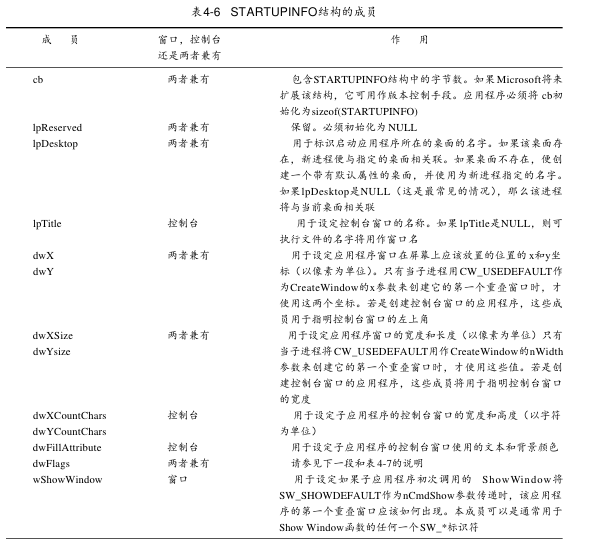 表4-6 STARTUPINFO结构的成员
成 员 窗口，控制台 作 用
还是两者兼有
cb 两者兼有 包含STARTUPINFO结构中的字节数。如果Microsoft将来
扩展该结构，它可用作版本控制手段。应用程序必须将cb初
始化为sizeof(STARTUPINFO)
lpReserved 两者兼有 保留。必须初始化为NULL
lpDesktop 两者兼有 用于标识启动应用程序所在的桌面的名字。如果该桌面存
在，新进程便与指定的桌面相关联。如果桌面不存在，便创
建一个带有默认属性的桌面，并使用为新进程指定的名字。
如果lpDesktop是NULL（这是最常见的情况），那么该进程
将与当前桌面相关联
lpTitle 控制台 用于设定控制台窗口的名称。如果lpTitle是NULL，则可
执行文件的名字将用作窗口名
dwX 两者兼有 用于设定应用程序窗口在屏幕上应该放置的位置的x和y坐
dwY 标（以像素为单位）。只有当子进程用CW_USEDEFAULT作
为CreateWindow的x参数来创建它的第一个重叠窗口时，才
使用这两个坐标。若是创建控制台窗口的应用程序，这些成
员用于指明控制台窗口的左上角
dwXSize 两者兼有 用于设定应用程序窗口的宽度和长度（以像素为单位）只有
dwYsize 当子进程将CW_USEDEFAULT用作CreateWindow的nWidth
参数来创建它的第一个重叠窗口时，才使用这些值。若是创
建控制台窗口的应用程序，这些成员将用于指明控制台窗口
的宽度
dwXCountChars 控制台 用于设定子应用程序的控制台窗口的宽度和高度（以字符
dwYCountChars 为单位）
dwFillAttribute 控制台 用于设定子应用程序的控制台窗口使用的文本和背景颜色
dwFlags 两者兼有 请参见下一段和表4-7的说明
wShowWindow 窗口 用于设定如果子应用程序初次调用的 ShowWindow将
SW_SHOWDEFAULT作为nCmdShow参数传递时，该应用程
序的第一个重叠窗口应该如何出现。本成员可以是通常用于
Show Window函数的任何一个SW_*标识符